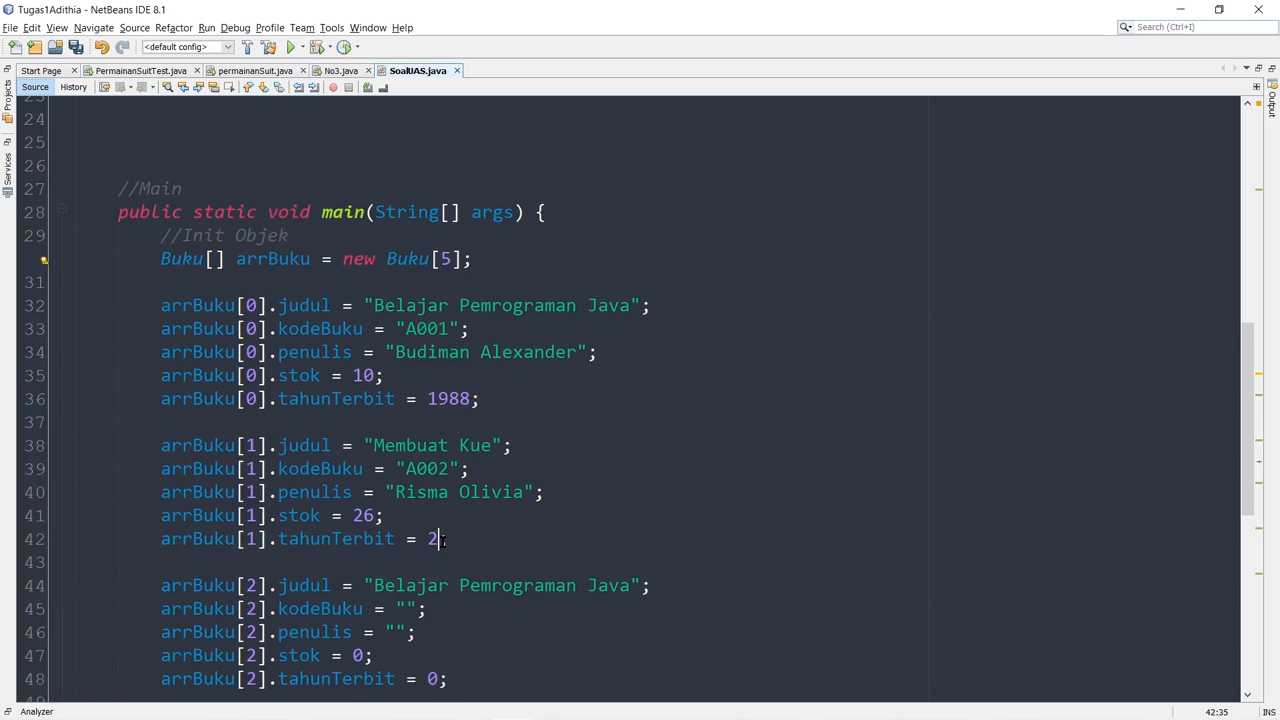 Tugas1Adithia - NetBeans IDE 8.1
File Edit View Navigate Source Refactor Run Debug Profile Team Tools Window Help
Search (Ctrl+I)
<default config>
Start Page PermainanSuitTest.java permainanSuit.java No3.java SoalUAS.java
Source History
Projects
Services
Output
23
24
25
26
27 //Main
28 public static void main(String[] args) {
29 //Init Objek
Buku[] arrBuku = new Buku[5];
31
32 arrBuku[0].judul = "Belajar Pemrograman Java";
33 arrBuku[0].kodeBuku = "A001";
34 arrBuku[0].penulis = "Budiman Alexander";
35 arrBuku[0].stok = 10;
36 arrBuku[0].tahunTerbit = 1988;
37
38 arrBuku[1].judul = "Membuat Kue";
39 arrBuku[1].kodeBuku = "A002";
40 arrBuku[1].penulis = "Risma Olivia";
41 arrBuku[1].stok = 26;
42 arrBuku[1].tahunTerbit = 2
43
44 arrBuku[2].judul = "Belajar Pemrograman Java";
45 arrBuku[2].kodeBuku = "";
46 arrBuku[2].penulis = "";
47 arrBuku[2].stok = 0;
48 arrBuku[2].tahunTerbit = 0;
Analyzer 42:35 INS